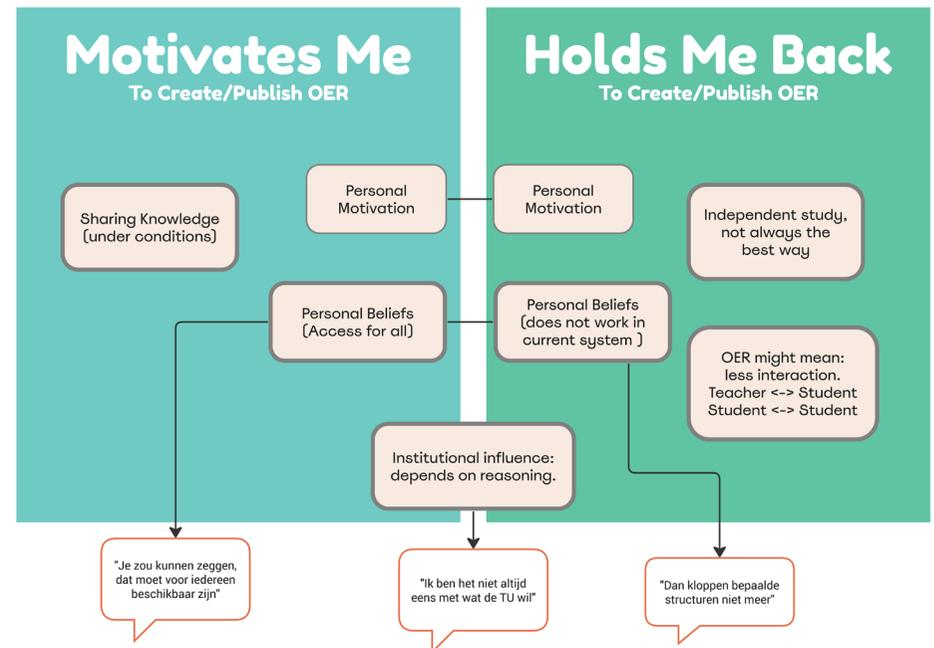 Motivates Me
To Create/Publish OER
Holds Me Back
To Create/Publish OER
Sharing Knowledge
(under conditions)
Personal
Motivation
Personal
Motivation
Independent study,
not always the
best way
Personal Beliefs
(Access for all)
Personal Beliefs
(does not work in
current system )
OER might mean:
less interaction.
Teacher <-> Student
Student <-> Student
Institutional influence:
depends on reasoning.
"Je zou kunnen zeggen,
dat moet voor iedereen
beschikbaar zijn"
"Ik ben het niet altijd
eens met wat de TU wil"
"Dan kloppen bepaalde
structuren niet meer"